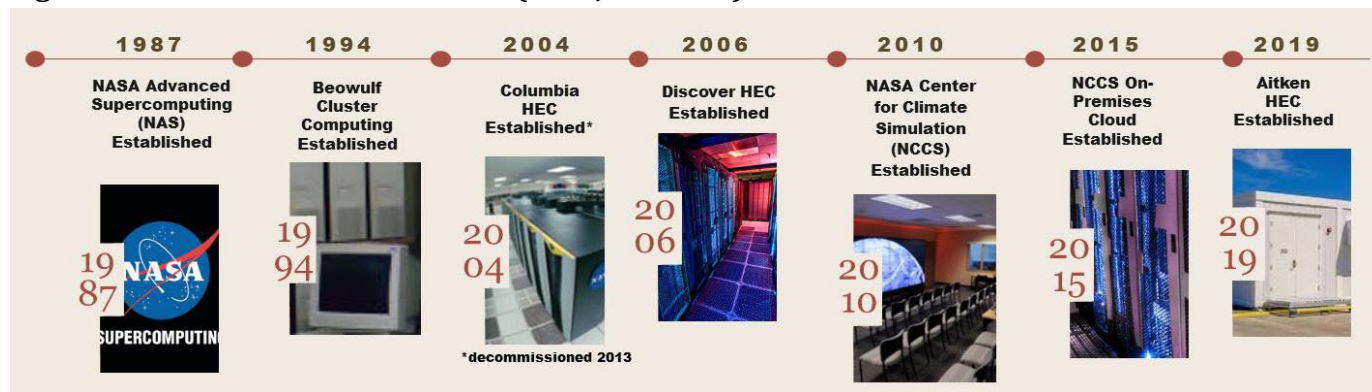 1987
NASA Advanced
Supercomputing
(NAS)
Established
19
87
NASA
SUPERCOMPUTIN
1994
Beowulf
Cluster
Computing
Established
19
94
2004
Columbia
HEC
Established*
20
04
*decommissioned 2013
2006
Discover HEC
Established
20
06
2010
NASA Center
for Climate
Simulation
(NCCS)
Established
20
10
2015
NCCS On-
Premises
Cloud
Established
20
15
2019
Aitken
HEC
Established
20
19